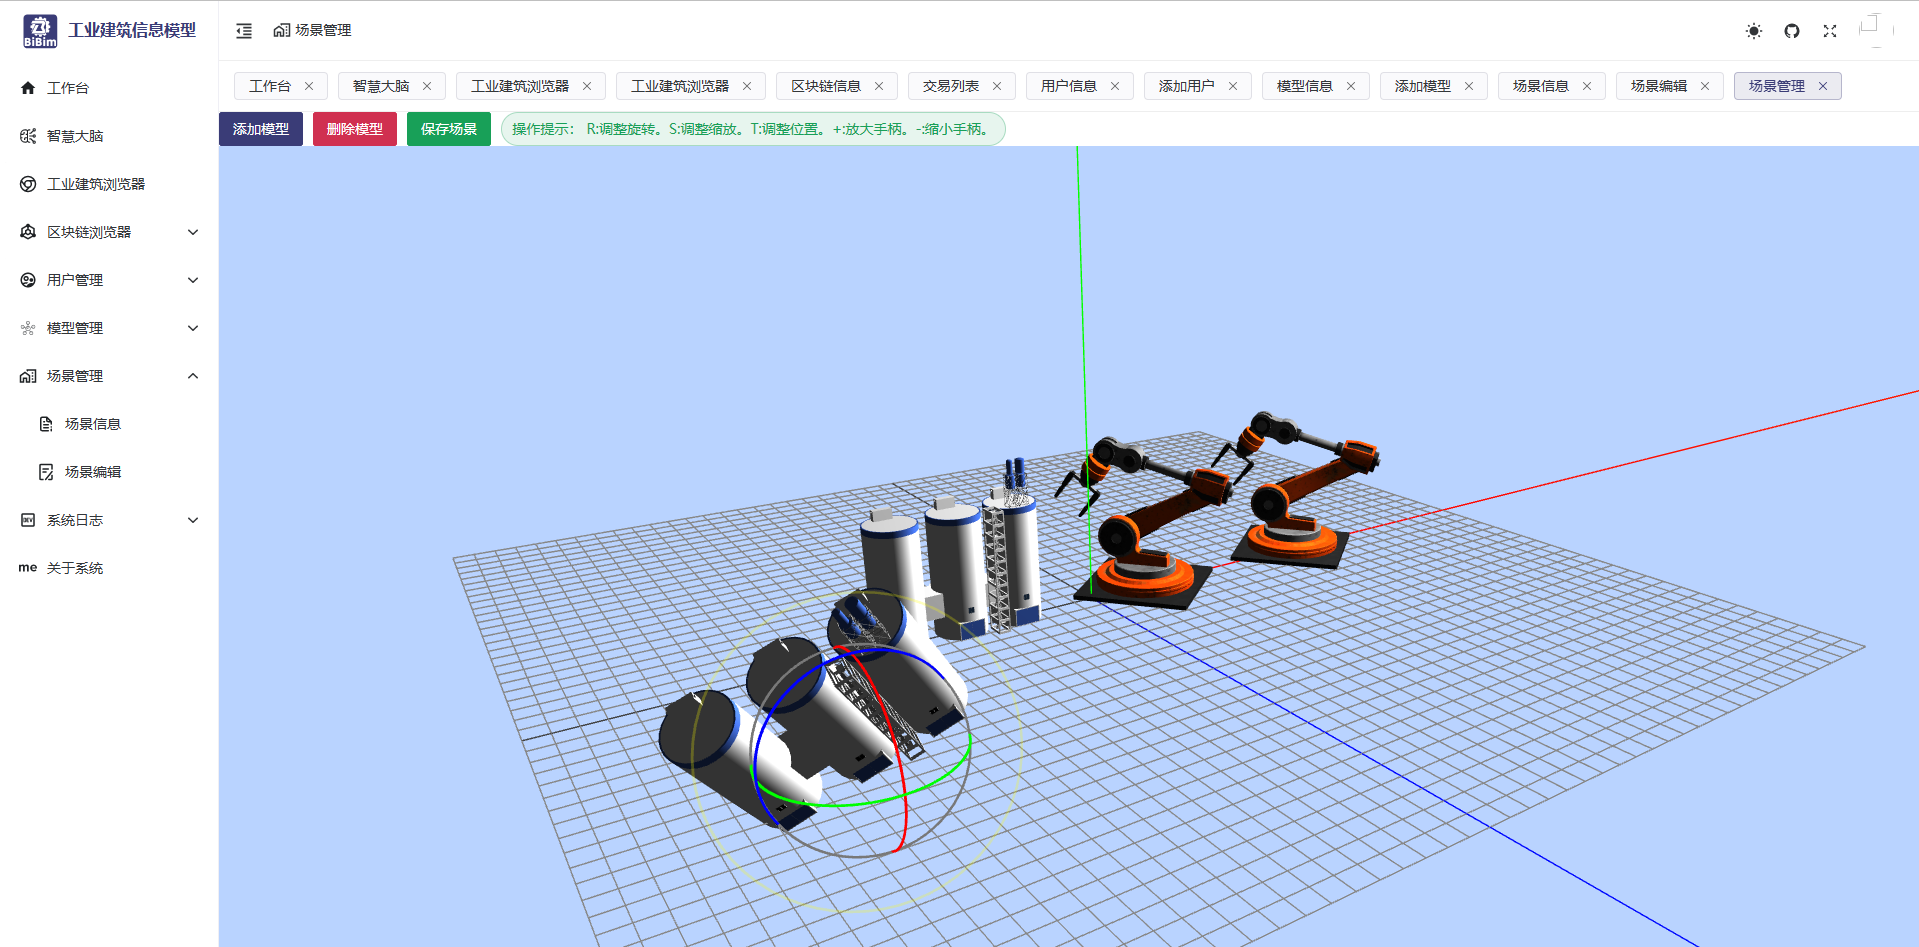 BiBim
工业建筑信息模型
工作台
智慧大脑
工业建筑浏览器
区块链浏览器
用户管理
模型管理
场景管理
场景信息
场景编辑
系统日志
me 关于系统
场景管理
工作台 智慧大脑 工业建筑浏览器 工业建筑浏览器 区块链信息 交易列表 用户信息 添加用户 模型信息 添加模型 场景信息 场景编辑 场景管理
添加模型 删除模型 保存场景 操作提示： R:调整旋转。S:调整缩放。T:调整位置。+:放大手柄。-:缩小手柄。